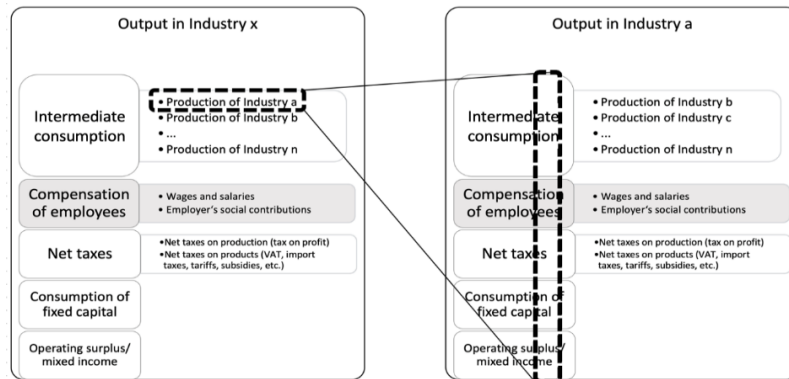 Output in Industry x
Intermediate
consumption
• Production of Industry a
• Production of Industry b
• ...
• Production of Industry n
Compensation
of employees
• Wages and salaries
• Employer's social contributions
Net taxes
•Net taxes on production (tax on profit)
•Net taxes on products (VAT, import
taxes, tariffs, subsidies, etc.)
Consumption of
fixed capital
Operating surplus/
mixed income
Output in Industry a
Intermediate
consumption
• Production of Industry b
• Production of Industry c
• ...
• Production of Industry n
Compensation
of employees
• Wages and salaries
• Employer's social contributions
Net taxes
•Net taxes on production (tax on profit)
•Net taxes on products (VAT, import
taxes, tariffs, subsidies, etc.)
Consumption of
fixed capital
Operating surplus/
mixed income